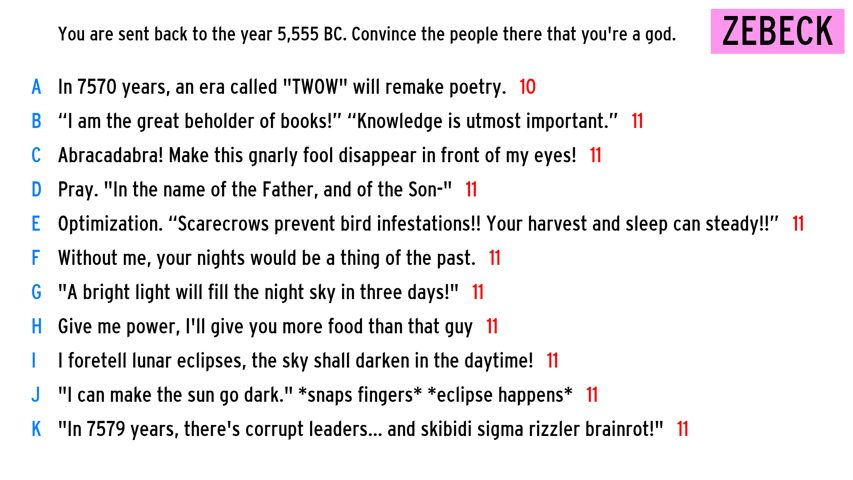 You are sent back to the year 5,555 BC. Convince the people there that you're a god. ZEBECK
A In 7570 years, an era called "TWOW" will remake poetry. 10
B “I am the great beholder of books!” “Knowledge is utmost important.” 11
C Abracadabra! Make this gnarly fool disappear in front of my eyes! 11
D Pray. "In the name of the Father, and of the Son-" 11
E Optimization. “Scarecrows prevent bird infestations!! Your harvest and sleep can steady!!” 11
F Without me, your nights would be a thing of the past. 11
G "A bright light will fill the night sky in three days!" 11
H Give me power, I'll give you more food than that guy 11
I I foretell lunar eclipses, the sky shall darken in the daytime! 11
J "I can make the sun go dark." *snaps fingers* *eclipse happens* 11
K "In 7579 years, there's corrupt leaders... and skibidi sigma rizzler brainrot!" 11